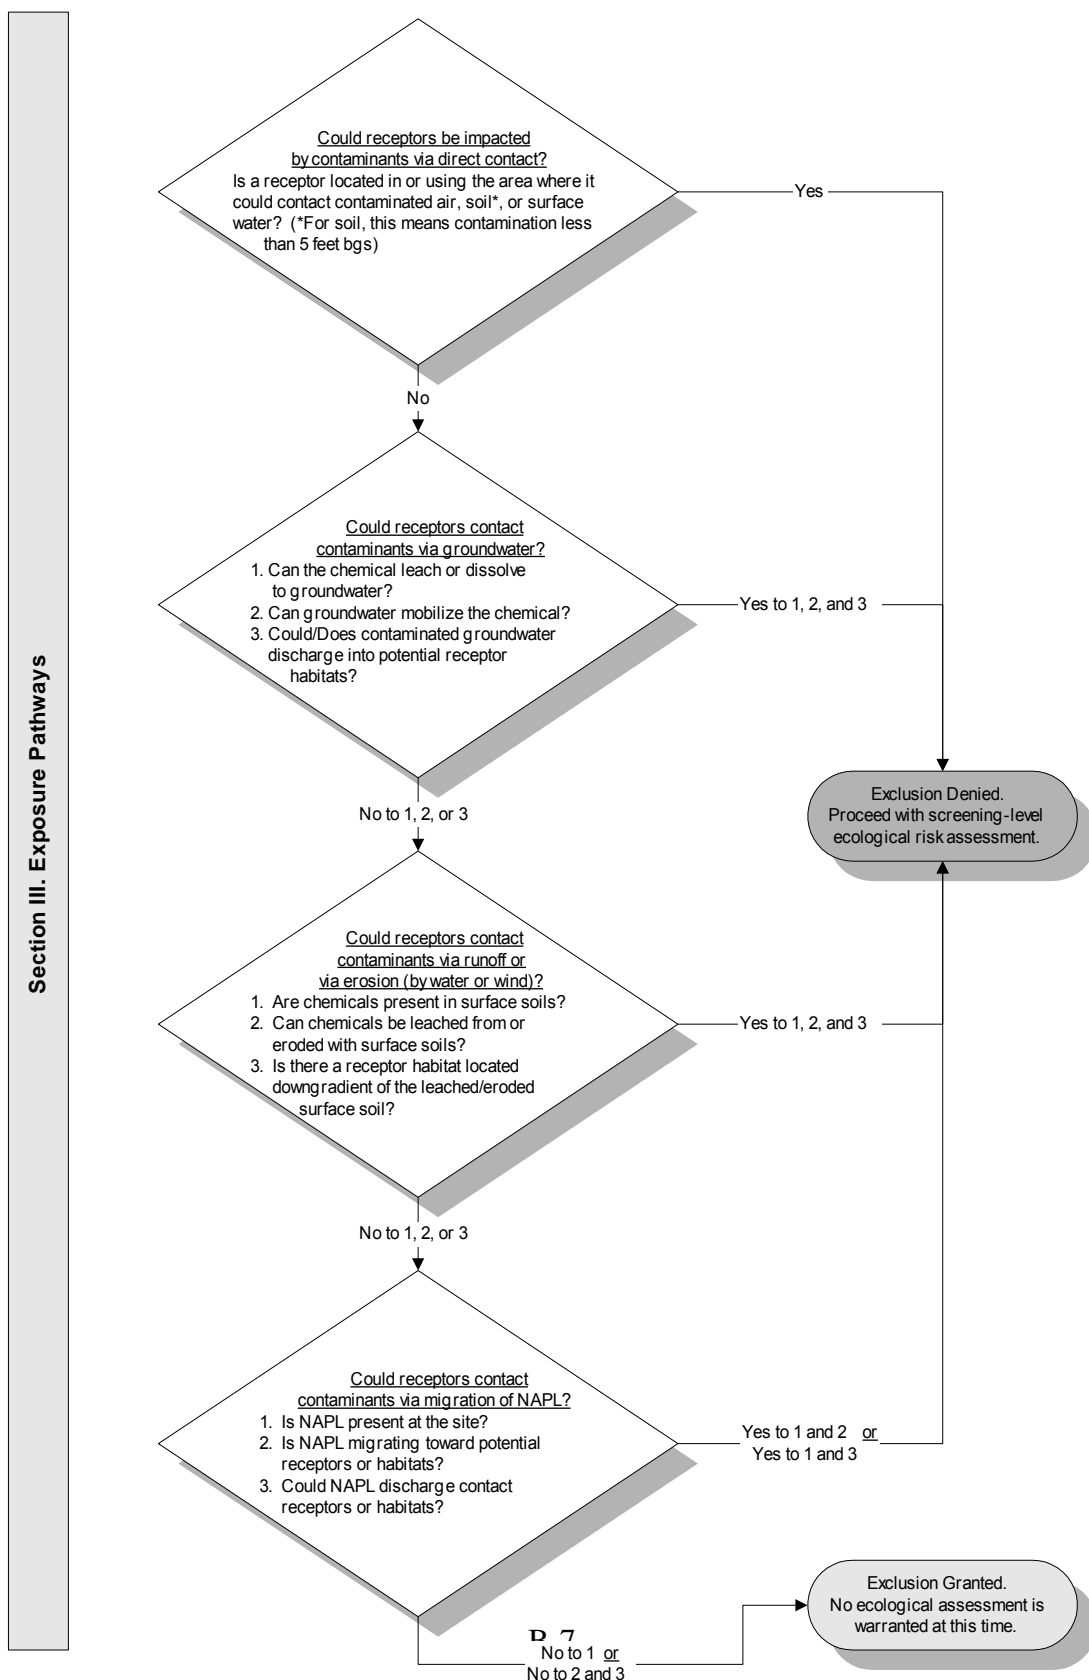 Section III. Exposure Pathways
Could receptors be impacted
by contaminants via direct contact?
Is a receptor located in or using the area where it
could contact contaminated air, soil*, or surface
water? (*For soil, this means contamination less
than 5 feet bgs)
Yes
No
Could receptors contact
contaminants via groundwater?
1. Can the chemical leach or dissolve
to groundwater?
2. Can groundwater mobilize the chemical?
3. Could/Does contaminated groundwater
discharge into potential receptor
habitats?
Yes to 1, 2, and 3
No to 1, 2, or 3
Exclusion Denied.
Proceed with screening-level
ecological risk assessment.
Could receptors contact
contaminants via runoff or
via erosion (by water or wind)?
1. Are chemicals present in surface soils?
2. Can chemicals be leached from or
eroded with surface soils?
3. Is there a receptor habitat located
downgradient of the leached/eroded
surface soil?
Yes to 1, 2, and 3
No to 1, 2, or 3
Could receptors contact
contaminants via migration of NAPL?
1. Is NAPL present at the site?
2. Is NAPL migrating toward potential
receptors or habitats?
3. Could NAPL discharge contact
receptors or habitats?
Yes to 1 and 2 or
Yes to 1 and 3
Exclusion Granted.
No ecological assessment is
warranted at this time.
No to 1 or
No to 2 and 3